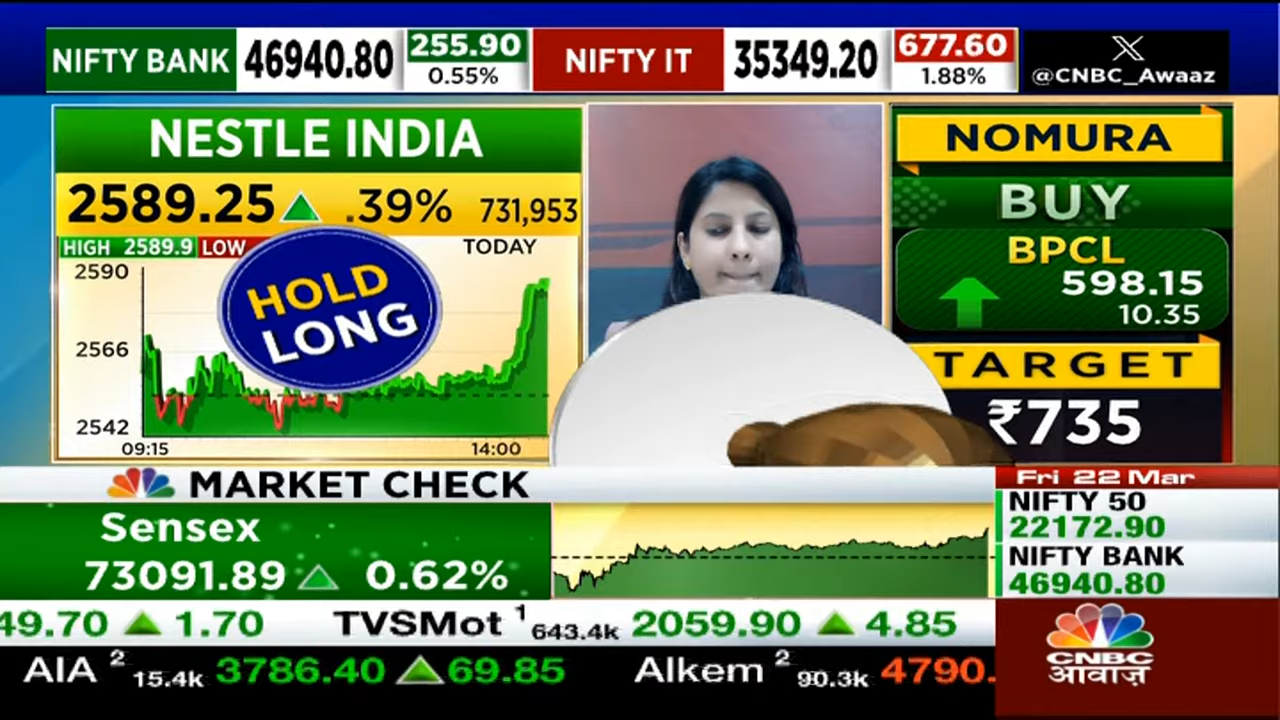 NIFTY BANK 46940.80 255.90 0.55%
NIFTY IT 35349.20 677.60 1.88%
X
@CNBC_Awaaz
NESTLE INDIA
2589.25 ▲ .39% 731,953
HIGH 2589.9 LOW
TODAY
2590
2566
2542
09:15 14:00
HOLD
LONG
NOMURA
BUY
BPCL
598.15
10.35
TARGET
₹735
MARKET CHECK
Sensex
73091.89 ▲ 0.62%
Fri 22 Mar
NIFTY 50
22172.90
NIFTY BANK
46940.80
49.70 ▲ 1.70 TVSMot 1 643.4k 2059.90 ▲ 4.85
AIA 2 15.4k 3786.40 ▲ 69.85 Alkem 2 90.3k 4790.
CNBC
आवाज़